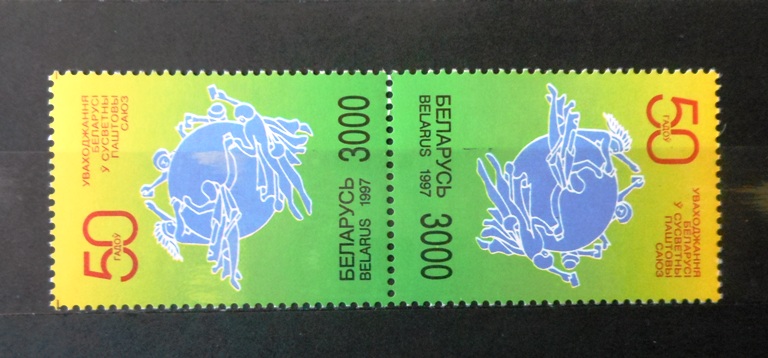 50
ГАДОЎ
УВАХОДЖАННЯ
БЕЛАРУСІ
Ў СУСВЕТНЫ
ПАШТОВЫ
САЮЗ
БЕЛАРУСЬ
BELARUS 1997
3000
БЕЛАРУСЬ
BELARUS 1997
3000
50
ГАДОЎ
УВАХОДЖАННЯ
БЕЛАРУСІ
Ў СУСВЕТНЫ
ПАШТОВЫ
САЮЗ